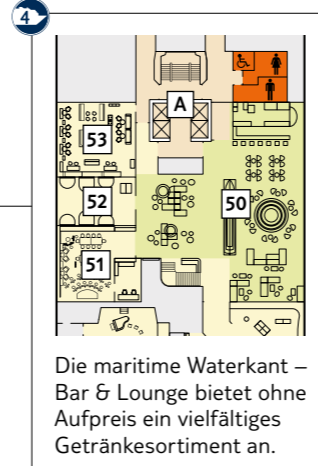 4
A
53
52
50
51
Die maritime Waterkant –
Bar & Lounge bietet ohne
Aufpreis ein vielfältiges
Getränkesortiment an.